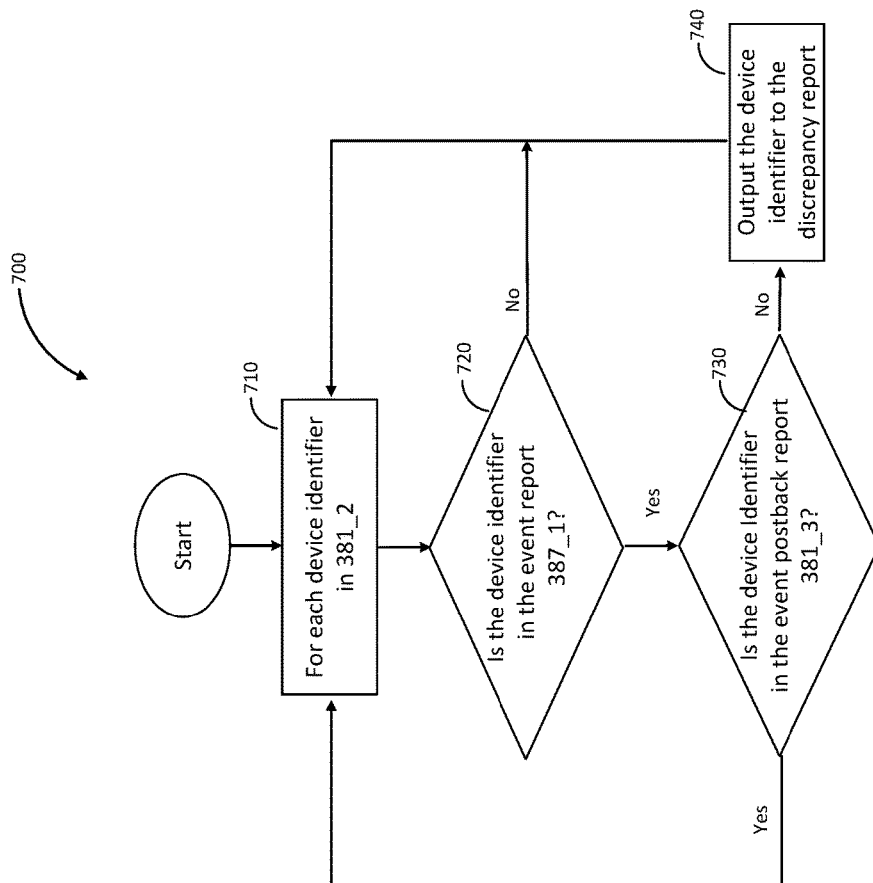 700
Start
710
For each device identifier
in 381_2
720
Is the device identifier
in the event report
387_1?
No
Yes
730
Is the device Identifier
in the event postback report
381_3?
No
Yes
740
Output the device
identifier to the
discrepancy report